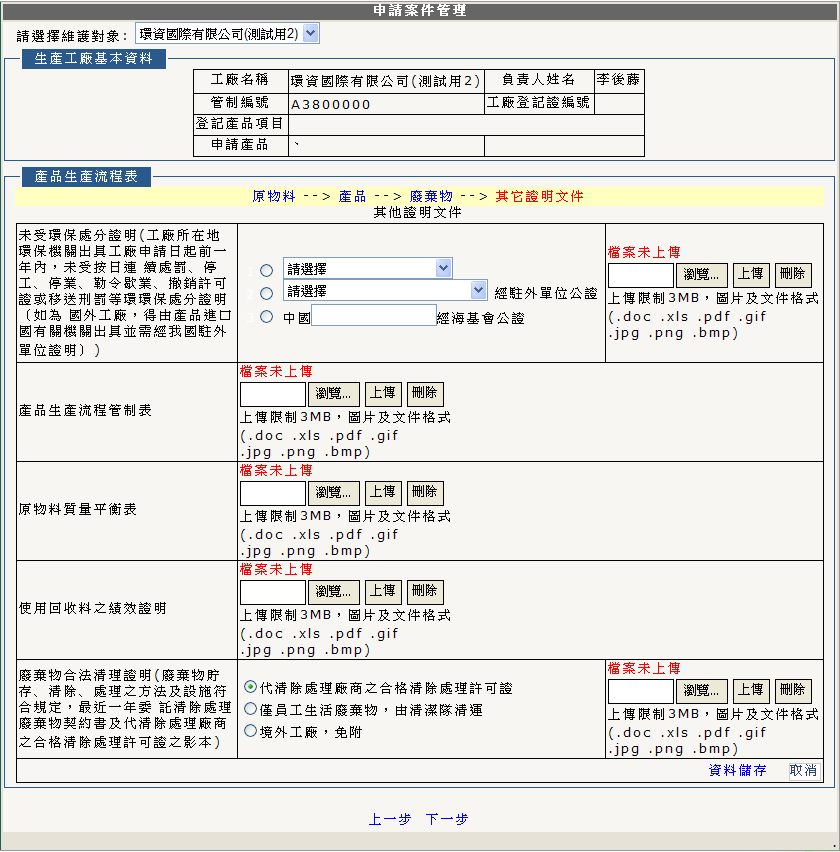 申請案件管理
請選擇維護對象： 環資國際有限公司(測試用2)
生產工廠基本資料
工廠名稱 環資國際有限公司(測試用2) 負責人姓名 李後藤
管制編號 A3800000 工廠登記證編號
登記產品項目
申請產品 、
產品生產流程表
原物料 --> 產品 --> 廢棄物 --> 其它證明文件
其他證明文件
未受環保處分證明(工廠所在地
環保機關出具工廠申請日起前一
年內，未受按日連 續處罰、停
工、停業、勒令歇業、撤銷許可
證或移送刑罰等環環保處分證明
〔如為 國外工廠，得由產品進口
國有關機關出具並需經我國駐外
單位證明〕)
請選擇
請選擇 經駐外單位公證
中國 經海基會公證
檔案未上傳
瀏覽... 上傳 刪除
上傳限制3MB，圖片及文件格式
(.doc .xls .pdf .gif
.jpg .png .bmp)
產品生產流程管制表
檔案未上傳
瀏覽... 上傳 刪除
上傳限制3MB，圖片及文件格式
(.doc .xls .pdf .gif
.jpg .png .bmp)
原物料質量平衡表
檔案未上傳
瀏覽... 上傳 刪除
上傳限制3MB，圖片及文件格式
(.doc .xls .pdf .gif
.jpg .png .bmp)
使用回收料之績效證明
檔案未上傳
瀏覽... 上傳 刪除
上傳限制3MB，圖片及文件格式
(.doc .xls .pdf .gif
.jpg .png .bmp)
廢棄物合法清理證明(廢棄物貯
存、清除、處理之方法及設施符
合規定，最近一年委 託清除處理
廢棄物契約書及代清除處理廠商
之合格清除處理許可證之影本)
代清除處理廠商之合格清除處理許可證
僅員工生活廢棄物，由清潔隊清運
境外工廠，免附
檔案未上傳
瀏覽... 上傳 刪除
上傳限制3MB，圖片及文件格式
(.doc .xls .pdf .gif
.jpg .png .bmp)
資料儲存 取消
上一步 下一步